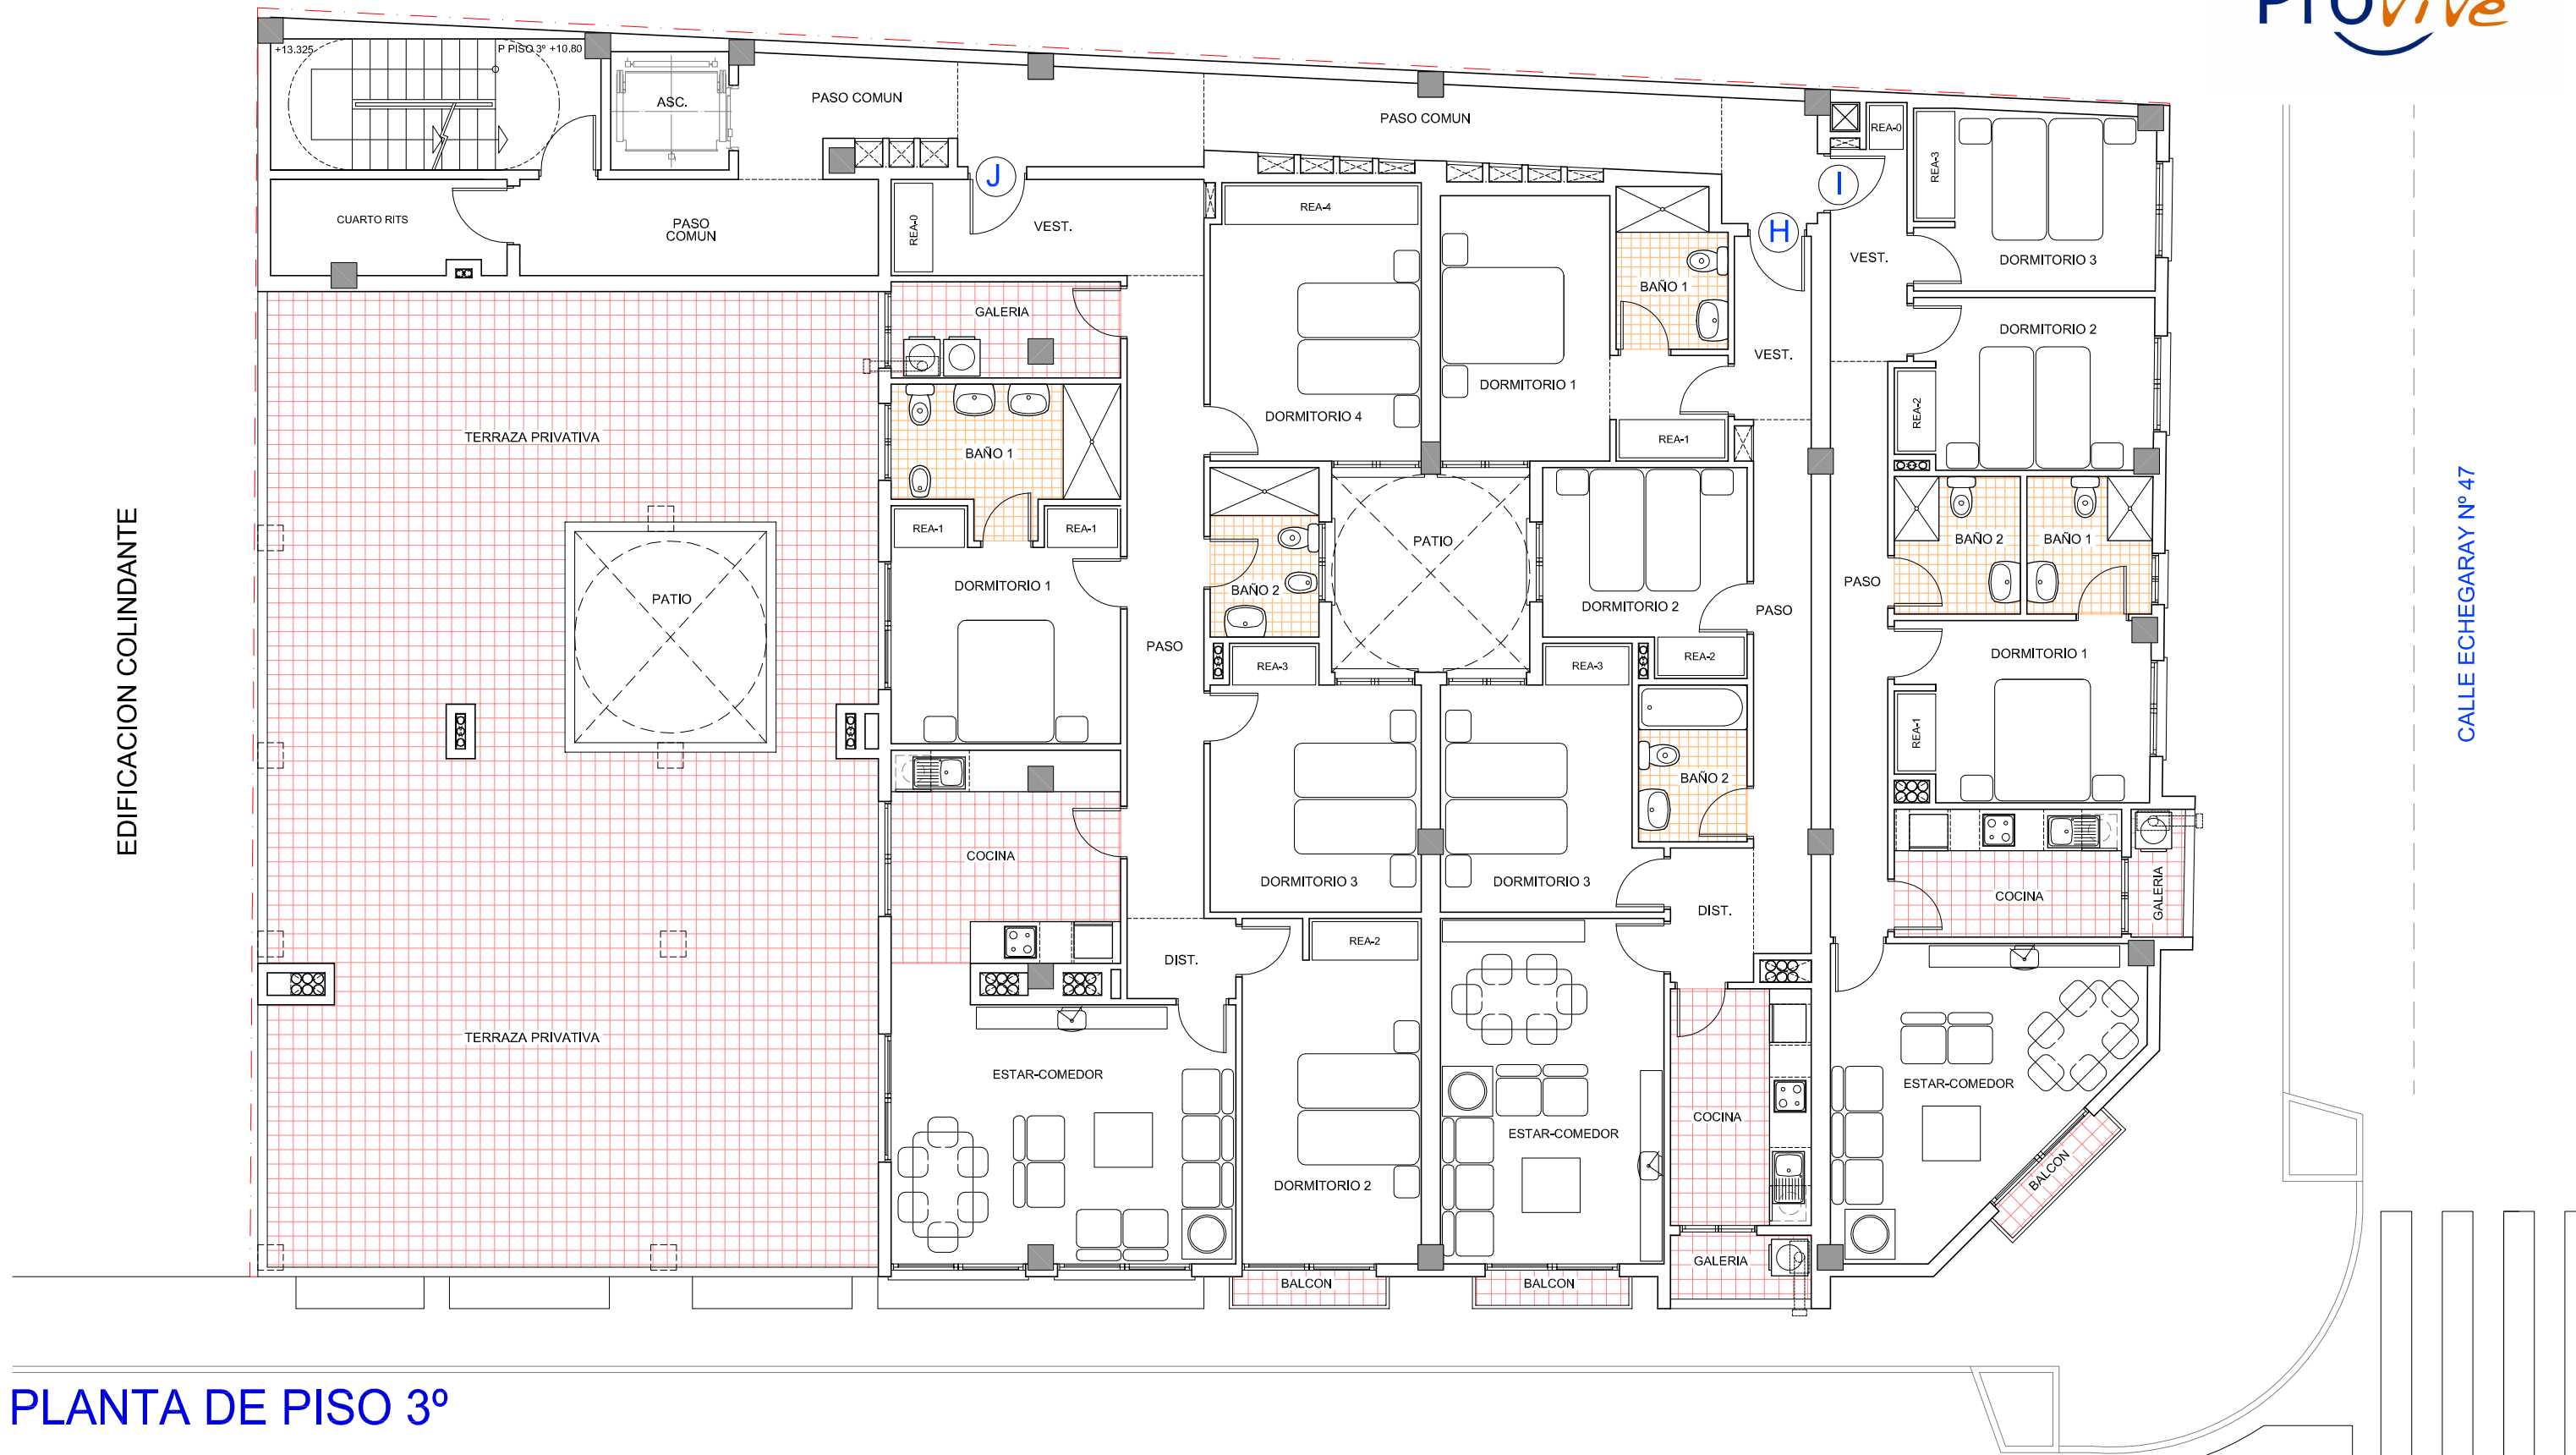 ProVive
+13.325
P PISO 3º +10.80
ASC.
PASO COMUN
PASO COMUN
REA-0
REA-3
J
I
H
CUARTO RITS
PASO
COMUN
REA-0
VEST.
REA-4
VEST.
DORMITORIO 3
BAÑO 1
GALERIA
DORMITORIO 2
VEST.
DORMITORIO 1
DORMITORIO 4
REA-2
TERRAZA PRIVATIVA
REA-1
BAÑO 1
REA-1
REA-1
PATIO
BAÑO 2
BAÑO 1
EDIFICACION COLINDANTE
CALLE ECHEGARAY Nº 47
DORMITORIO 1
BAÑO 2
PASO
PATIO
DORMITORIO 2
PASO
PASO
DORMITORIO 1
REA-3
REA-3
REA-2
REA-1
BAÑO 2
COCINA
DORMITORIO 3
DORMITORIO 3
COCINA
GALERIA
DIST.
REA-2
DIST.
TERRAZA PRIVATIVA
ESTAR-COMEDOR
ESTAR-COMEDOR
COCINA
ESTAR-COMEDOR
DORMITORIO 2
BALCON
GALERIA
BALCON
BALCON
PLANTA DE PISO 3º